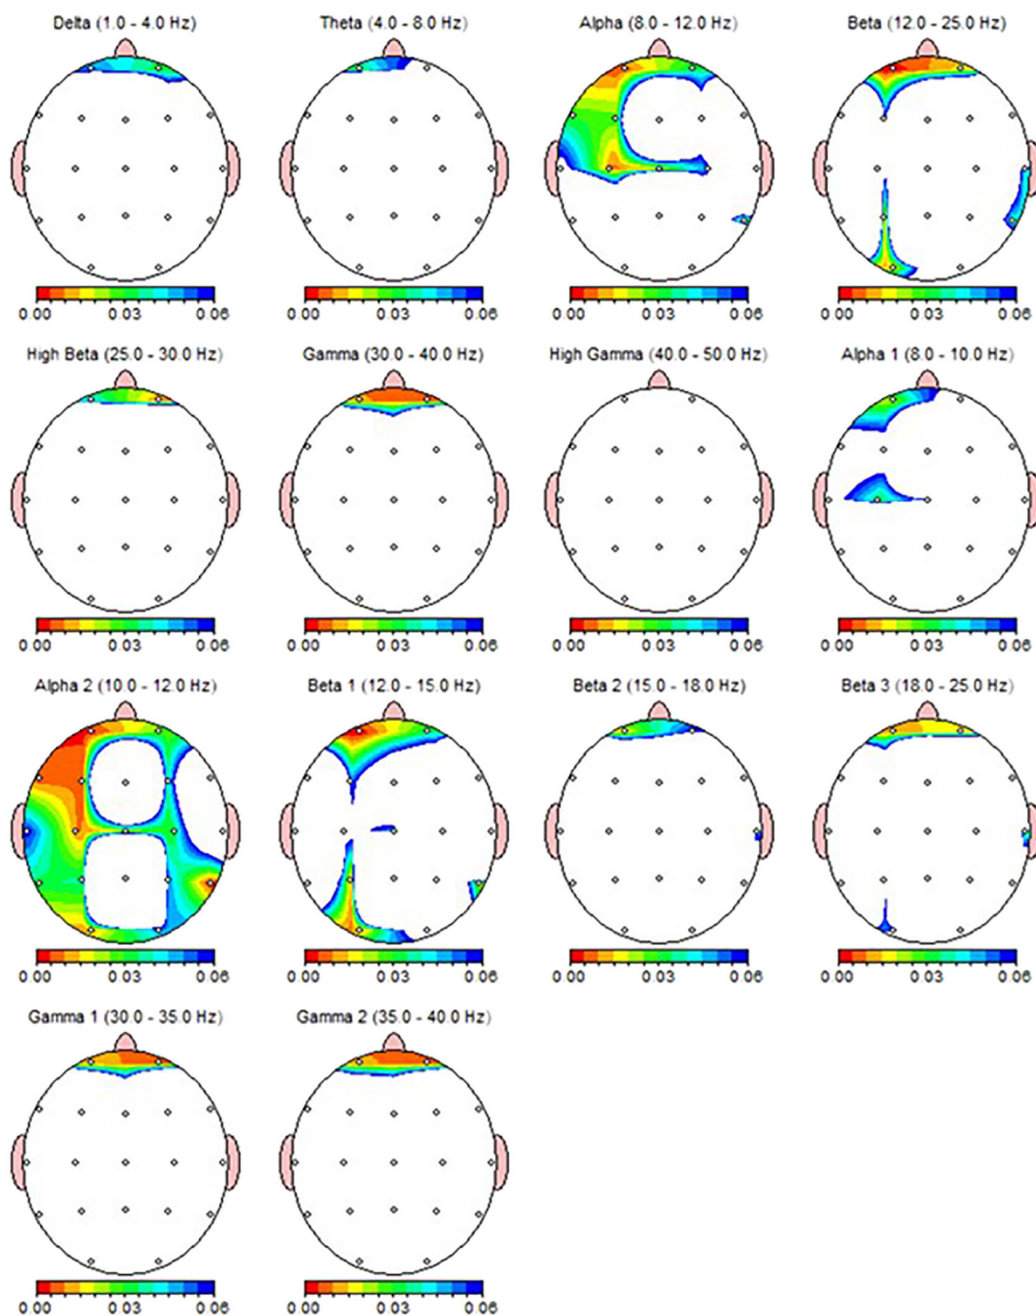 Delta (1.0 - 4.0 Hz) Theta (4.0 - 8.0 Hz) Alpha (8.0 - 12.0 Hz) Beta (12.0 - 25.0 Hz)
0.00 0.03 0.06 0.00 0.03 0.06 0.00 0.03 0.06 0.00 0.03 0.06
High Beta (25.0 - 30.0 Hz) Gamma (30.0 - 40.0 Hz) High Gamma (40.0 - 50.0 Hz) Alpha 1 (8.0 - 10.0 Hz)
0.00 0.03 0.06 0.00 0.03 0.06 0.00 0.03 0.06 0.00 0.03 0.06
Alpha 2 (10.0 - 12.0 Hz) Beta 1 (12.0 - 15.0 Hz) Beta 2 (15.0 - 18.0 Hz) Beta 3 (18.0 - 25.0 Hz)
0.00 0.03 0.06 0.00 0.03 0.06 0.00 0.03 0.06 0.00 0.03 0.06
Gamma 1 (30.0 - 35.0 Hz) Gamma 2 (35.0 - 40.0 Hz)
0.00 0.03 0.06 0.00 0.03 0.06